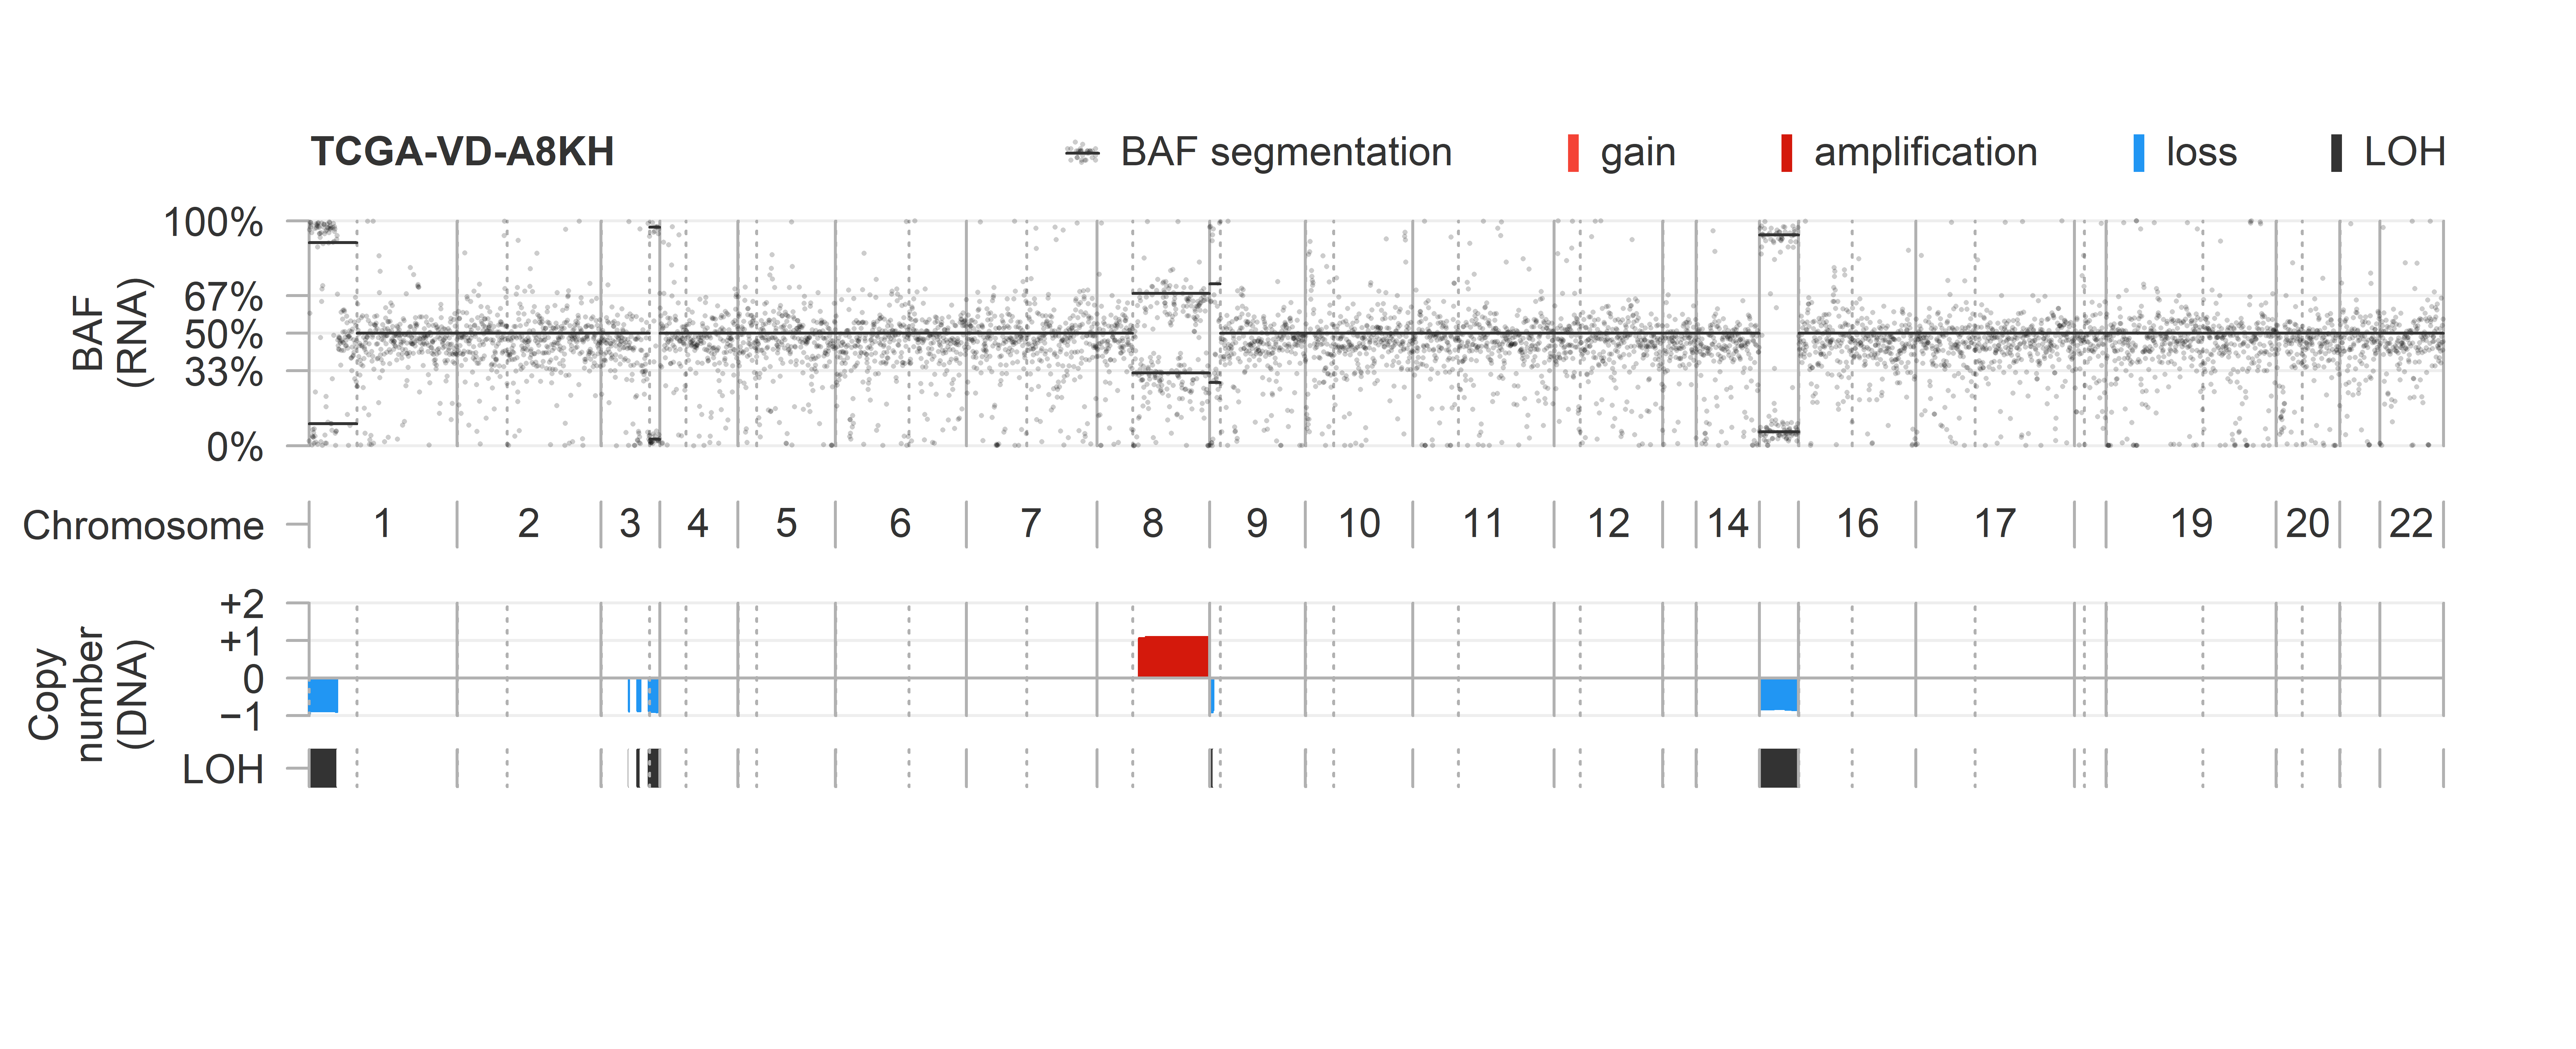 TCGA-VD-A8KH
BAF segmentation
gain
amplification
loss
LOH
BAF
(RNA)
100%
67%
50%
33%
0%
Chromosome
1 2 3 4 5 6 7 8 9 10 11 12 14 16 17 19 20 22
Copy
number
(DNA)
+2
+1
0
−1
LOH